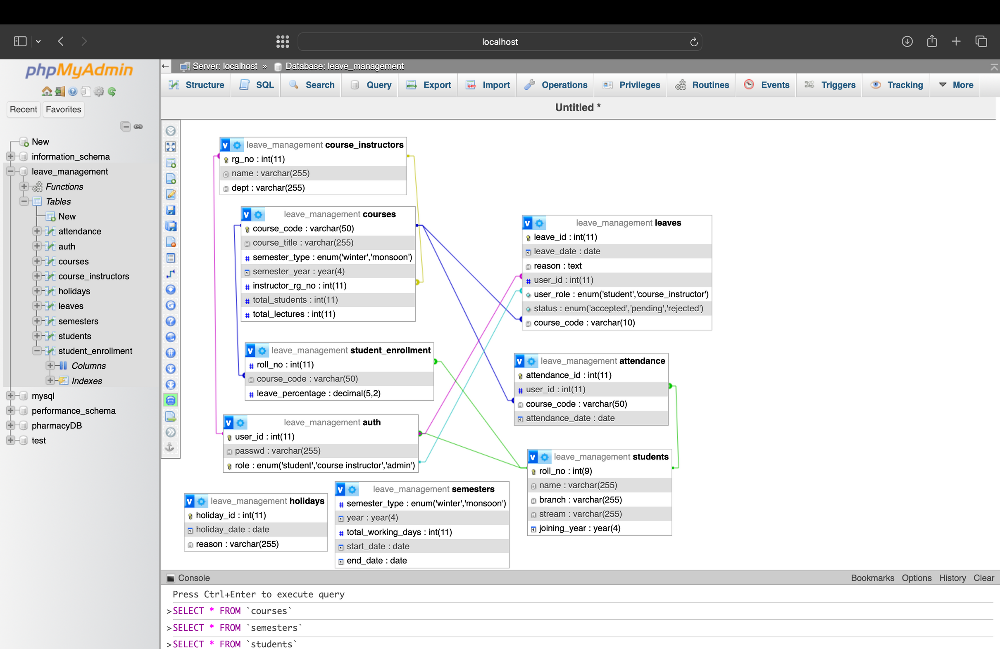 localhost
phpMyAdmin
Recent
Favorites
New
information_schema
leave_management
Functions
Tables
New
attendance
auth
courses
course_instructors
holidays
leaves
semesters
students
student_enrollment
Columns
Indexes
mysql
performance_schema
pharmacyDB
test
Server: localhost » Database: leave_management
Structure SQL Search Query Export Import Operations Privileges Routines Events Triggers Tracking More
Untitled *
leave_management course_instructors
rg_no : int(11)
name : varchar(255)
dept : varchar(255)
leave_management courses
course_code : varchar(50)
course_title : varchar(255)
semester_type : enum('winter','monsoon')
semester_year : year(4)
instructor_rg_no : int(11)
total_students : int(11)
total_lectures : int(11)
leave_management leaves
leave_id : int(11)
leave_date : date
reason : text
user_id : int(11)
user_role : enum('student','course_instructor')
status : enum('accepted','pending','rejected')
course_code : varchar(10)
leave_management student_enrollment
roll_no : int(11)
course_code : varchar(50)
leave_percentage : decimal(5,2)
leave_management attendance
attendance_id : int(11)
user_id : int(11)
course_code : varchar(50)
attendance_date : date
leave_management auth
user_id : int(11)
passwd : varchar(255)
role : enum('student','course instructor','admin')
leave_management students
roll_no : int(9)
name : varchar(255)
branch : varchar(255)
stream : varchar(255)
joining_year : year(4)
leave_management holidays
holiday_id : int(11)
holiday_date : date
reason : varchar(255)
leave_management semesters
semester_type : enum('winter','monsoon')
year : year(4)
total_working_days : int(11)
start_date : date
end_date : date
Console
Bookmarks Options History Clear
Press Ctrl+Enter to execute query
>SELECT * FROM `courses`
>SELECT * FROM `semesters`
>SELECT * FROM `students`